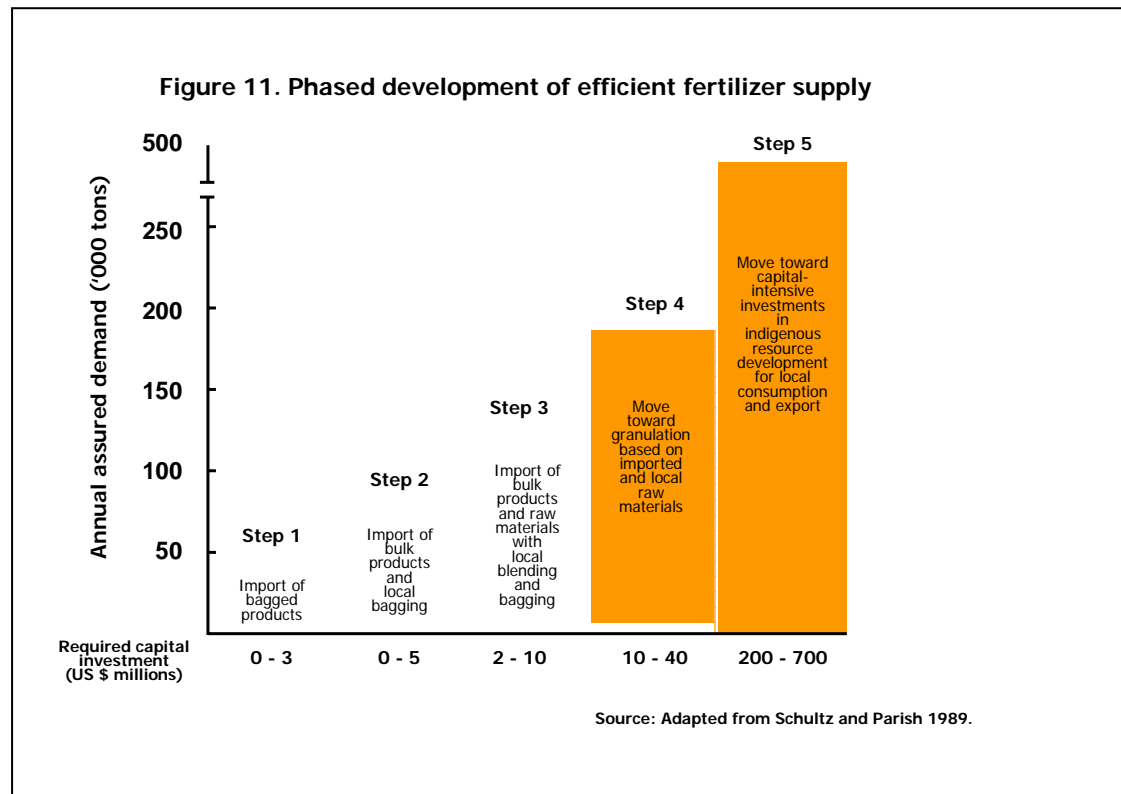 Figure 11. Phased development of efficient fertilizer supply
Annual assured demand (‘000 tons)
500
250
200
150
100
50
Step 1
Import of
bagged
products
Step 2
Import of
bulk
products
and
local
bagging
Step 3
Import of
bulk
products
and raw
materials
with
local
blending
and
bagging
Step 4
Move
toward
granulation
based on
imported
and local
raw
materials
Step 5
Move toward
capital-
intensive
investments
in
indigenous
resource
development
for local
consumption
and export
Required capital
investment
(US $ millions)
0 - 3
0 - 5
2 - 10
10 - 40
200 - 700
Source: Adapted from Schultz and Parish 1989.